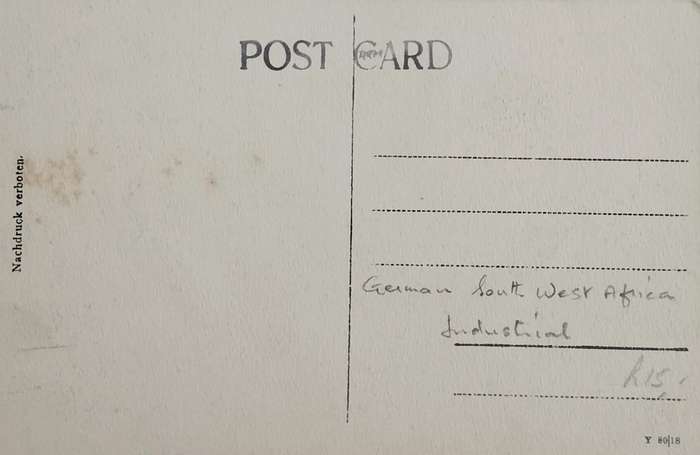 POST CARD
Nachdruck verboten.
German South West Africa
Industrial
R15
Y 80|18